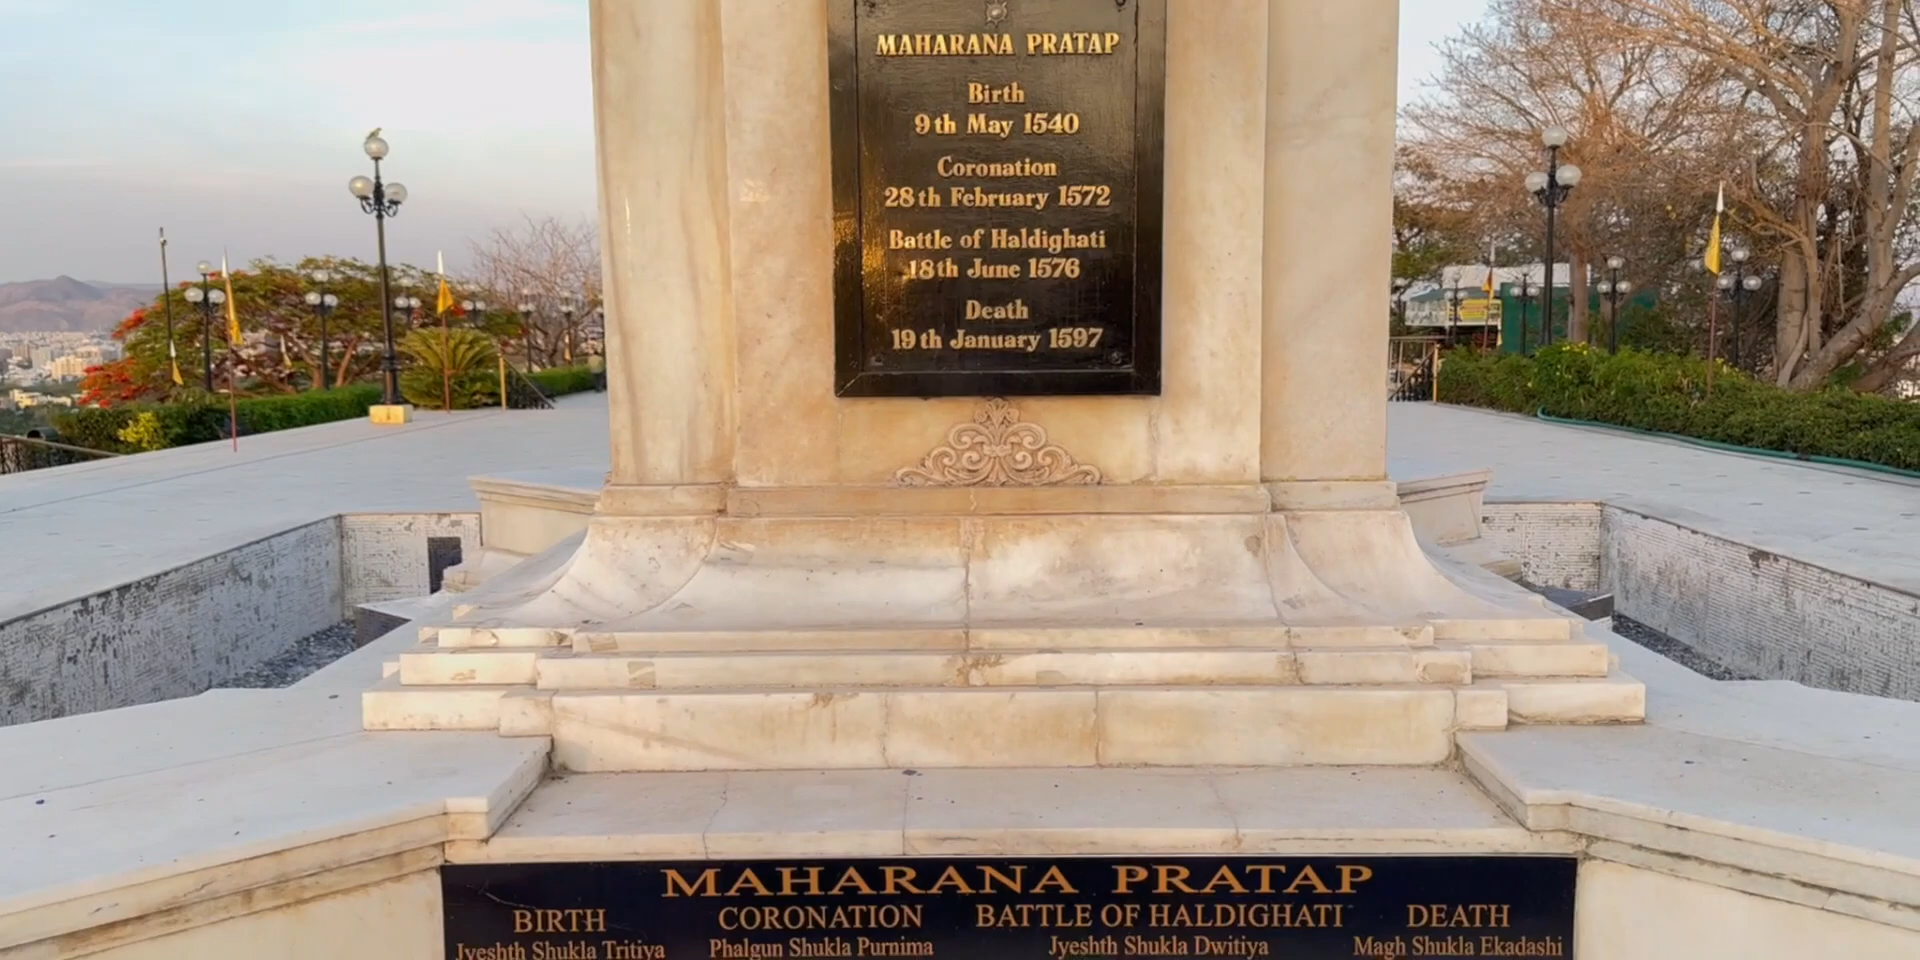 MAHARANA PRATAP
Birth
9th May 1540
Coronation
28th February 1572
Battle of Haldighati
18th June 1576
Death
19th January 1597
MAHARANA PRATAP
BIRTH CORONATION BATTLE OF HALDIGHATI DEATH
Jyeshth Shukla Tritiya Phalgun Shukla Purnima Jyeshth Shukla Dwitiya Magh Shukla Ekadashi